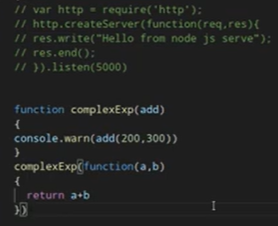 // var http = require('http');
// http.createServer(function(req,res){
// res.write("Hello from node js serve");
// res.end();
// }).listen(5000)
function complexExp(add)
{
console.warn(add(200,300))
}
complexExp(function(a,b)
{
return a+b
})